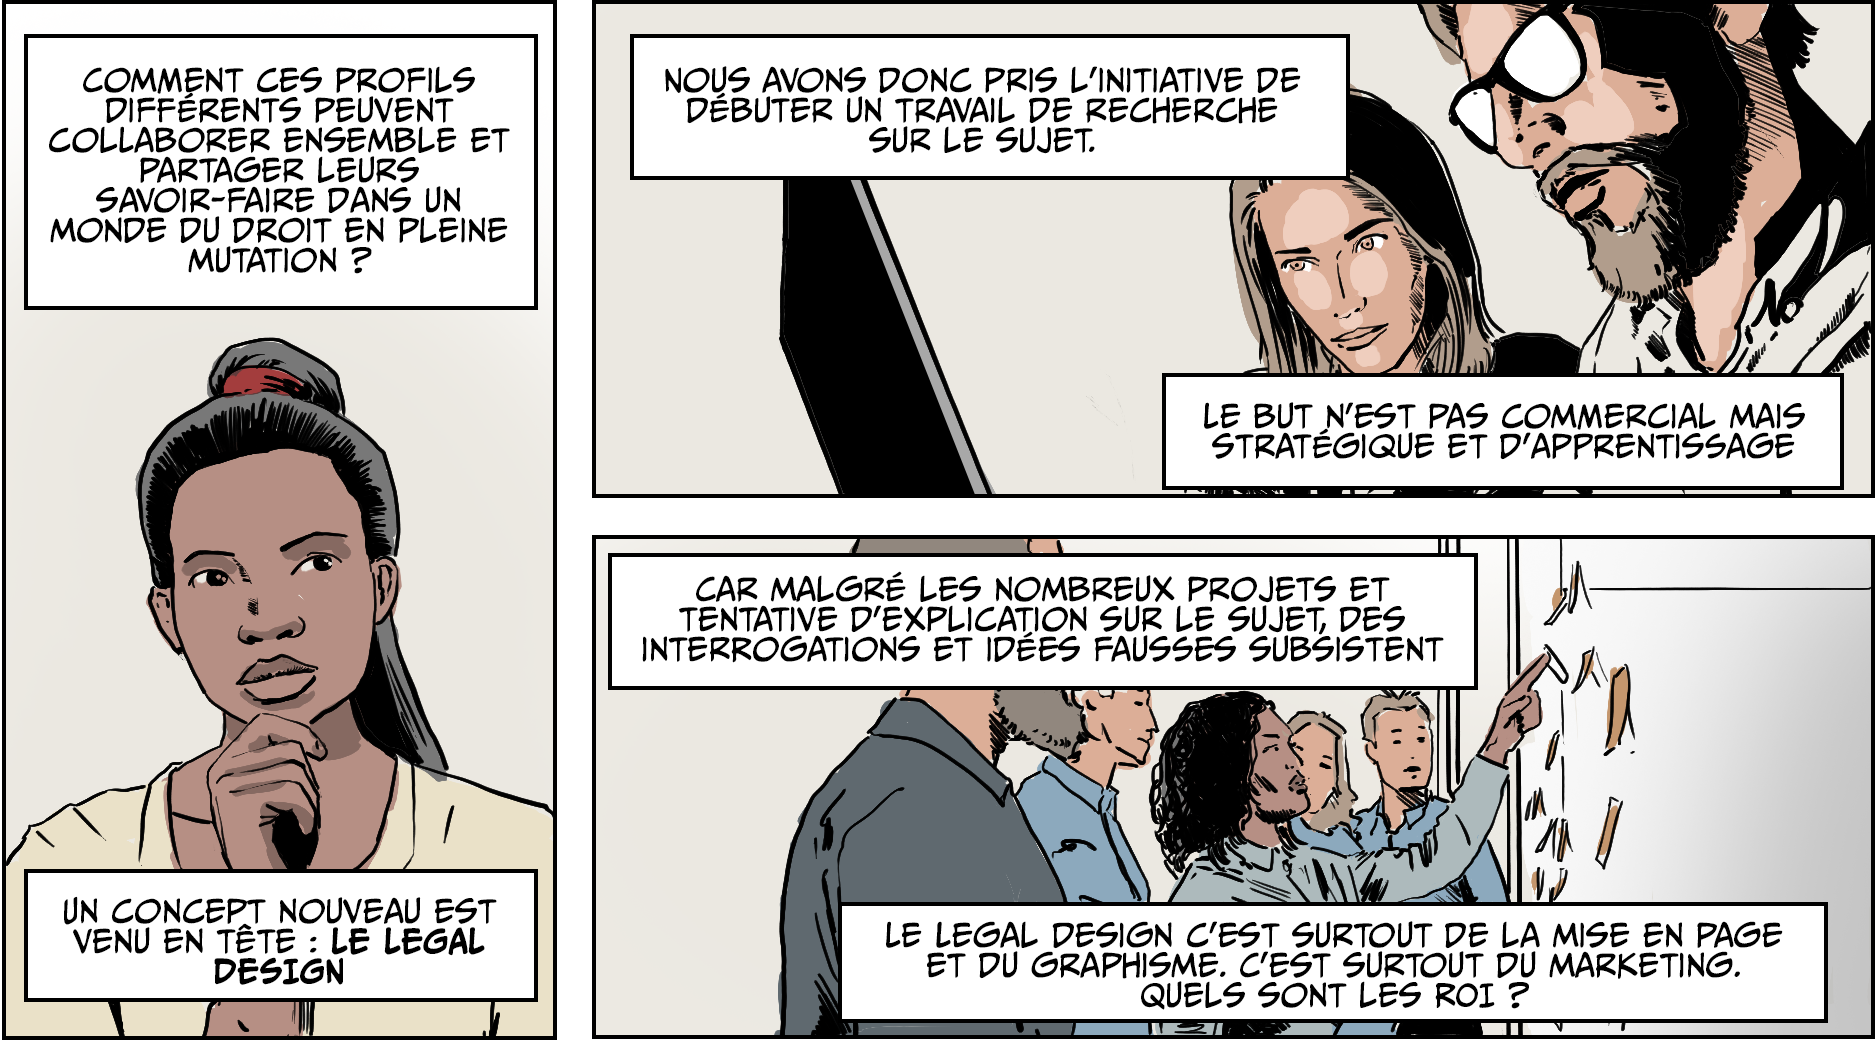 COMMENT CES PROFILS
DIFFÉRENTS PEUVENT
COLLABORER ENSEMBLE ET
PARTAGER LEURS
SAVOIR-FAIRE DANS UN
MONDE DU DROIT EN PLEINE
MUTATION ?
UN CONCEPT NOUVEAU EST
VENU EN TÊTE : LE LEGAL
DESIGN
NOUS AVONS DONC PRIS L'INITIATIVE DE
DÉBUTER UN TRAVAIL DE RECHERCHE
SUR LE SUJET.
LE BUT N'EST PAS COMMERCIAL MAIS
STRATÉGIQUE ET D'APPRENTISSAGE
CAR MALGRÉ LES NOMBREUX PROJETS ET
TENTATIVE D'EXPLICATION SUR LE SUJET, DES
INTERROGATIONS ET IDÉES FAUSSES SUBSISTENT
LE LEGAL DESIGN C'EST SURTOUT DE LA MISE EN PAGE
ET DU GRAPHISME. C'EST SURTOUT DU MARKETING.
QUELS SONT LES ROI ?